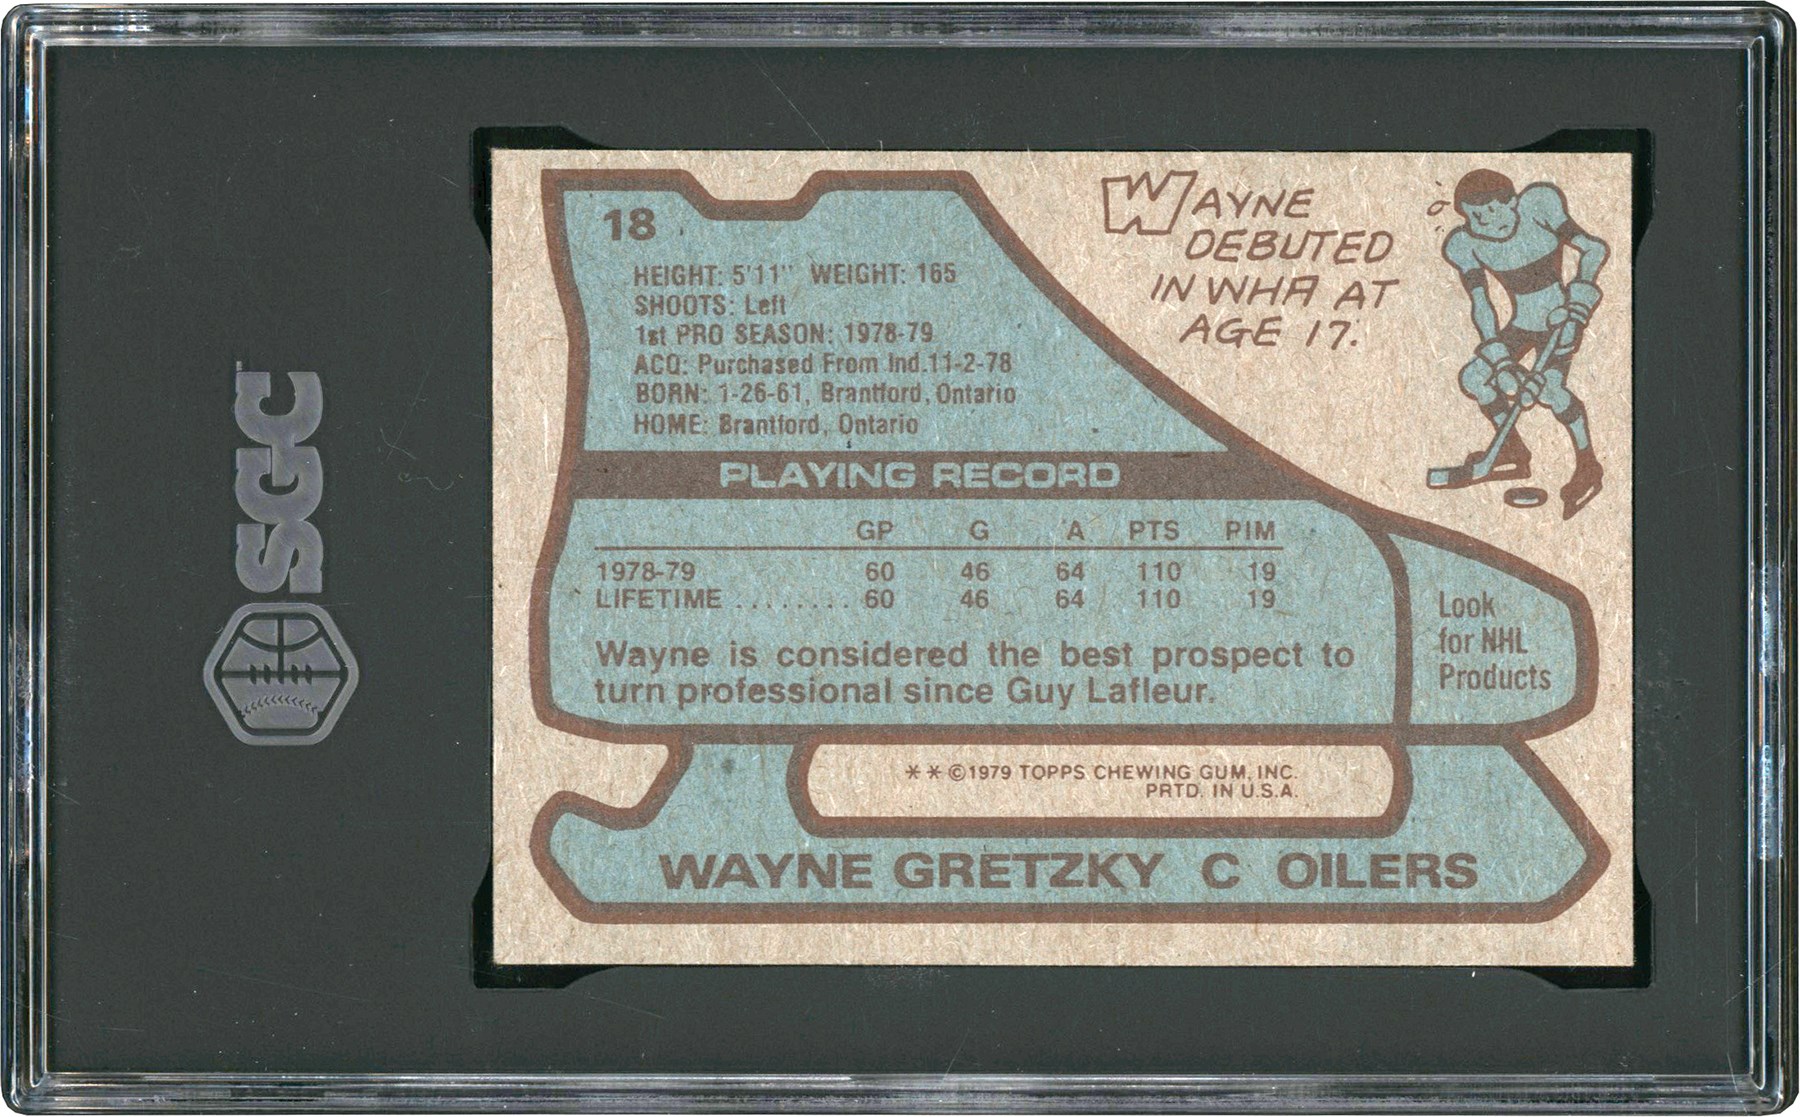 SGC™
18
HEIGHT: 5'11" WEIGHT: 165
SHOOTS: Left
1st PRO SEASON: 1978-79
ACQ: Purchased From Ind.11-2-78
BORN: 1-26-61, Brantford, Ontario
HOME: Brantford, Ontario
WAYNE
DEBUTED
IN WHA AT
AGE 17.
PLAYING RECORD
GP G A PTS PIM
1978-79 60 46 64 110 19
LIFETIME ........ 60 46 64 110 19
Wayne is considered the best prospect to
turn professional since Guy Lafleur.
Look
for NHL
Products
**©1979 TOPPS CHEWING GUM, INC.
PRTD. IN U.S.A.
WAYNE GRETZKY C OILERS